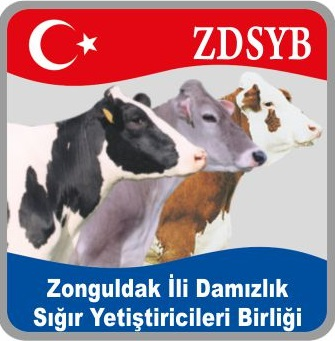 ZDSYB
Zonguldak İli Damızlık
Sığır Yetiştiricileri Birliği